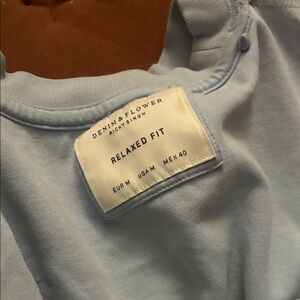 DENIM & FLOWER
RICKY SINGH
RELAXED FIT
EUR M USA M MEX 40